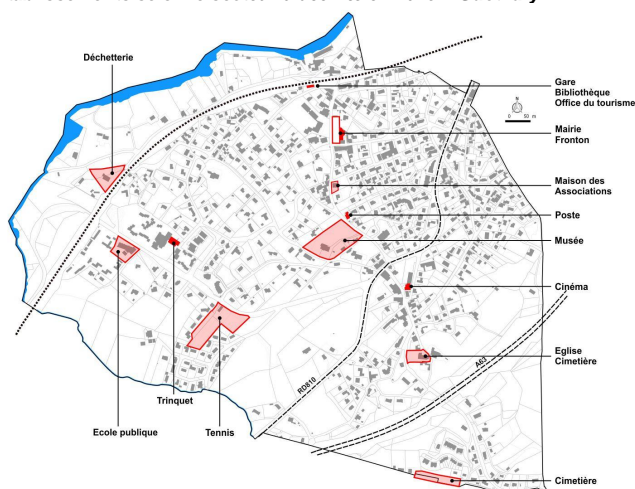 Déchetterie
Gare
Bibliothèque
Office du tourisme
N
0 50 m
Mairie
Fronton
Maison des
Associations
Poste
Musée
Cinéma
Eglise
Cimetière
RD810
A63
Trinquet
Ecole publique
Tennis
Cimetière